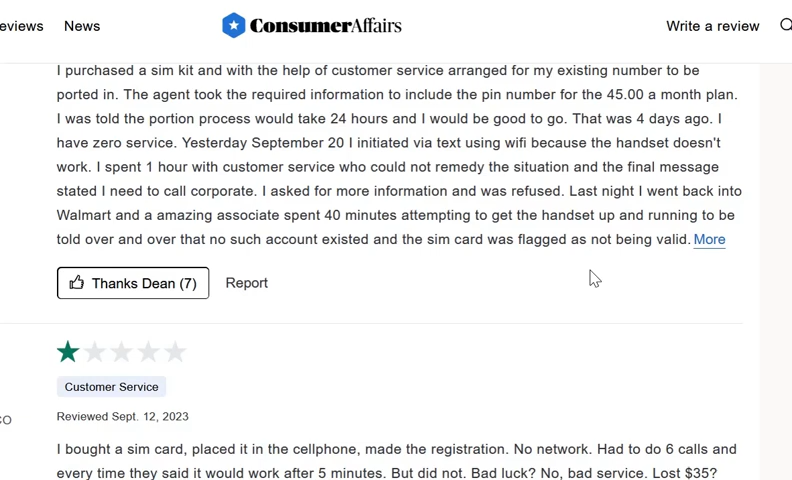 eviews News ConsumerAffairs Write a review
I purchased a sim kit and with the help of customer service arranged for my existing number to be
ported in. The agent took the required information to include the pin number for the 45.00 a month plan.
I was told the portion process would take 24 hours and I would be good to go. That was 4 days ago. I
have zero service. Yesterday September 20 I initiated via text using wifi because the handset doesn't
work. I spent 1 hour with customer service who could not remedy the situation and the final message
stated I need to call corporate. I asked for more information and was refused. Last night I went back into
Walmart and a amazing associate spent 40 minutes attempting to get the handset up and running to be
told over and over that no such account existed and the sim card was flagged as not being valid. More
Thanks Dean (7) Report
Customer Service
Reviewed Sept. 12, 2023
CO
I bought a sim card, placed it in the cellphone, made the registration. No network. Had to do 6 calls and
every time they said it would work after 5 minutes. But did not. Bad luck? No, bad service. Lost $35?